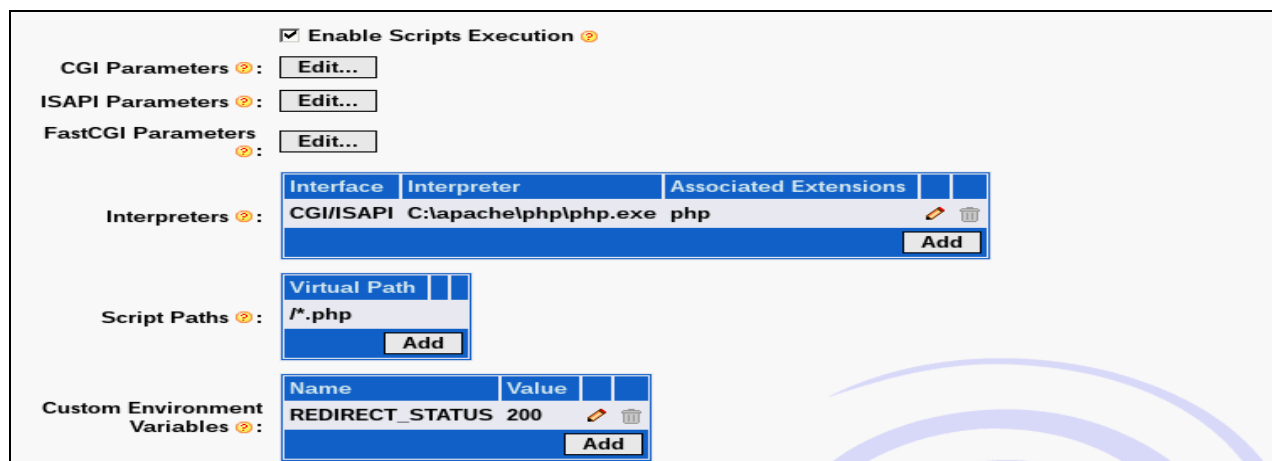 Enable Scripts Execution ?
CGI Parameters ?: Edit...
ISAPI Parameters ?: Edit...
FastCGI Parameters
?: Edit...
Interface Interpreter Associated Extensions
Interpreters ?: CGI/ISAPI C:\apache\php\php.exe php
Add
Virtual Path
Script Paths ?: /*.php
Add
Name Value
Custom Environment
Variables ?: REDIRECT_STATUS 200
Add